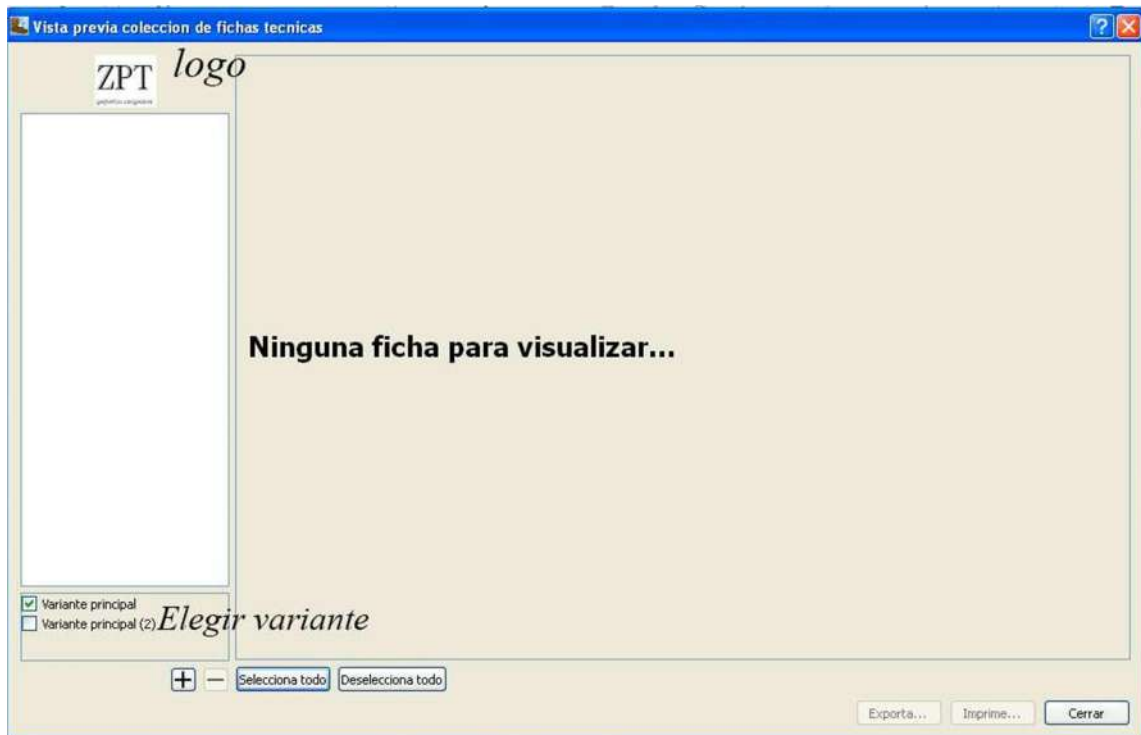 Vista previa coleccion de fichas tecnicas
ZPT
logo
Ninguna ficha para visualizar...
Variante principal
Variante principal (2)
Elegir variante
Selecciona todo
Deselecciona todo
Exporta...
Imprime...
Cerrar